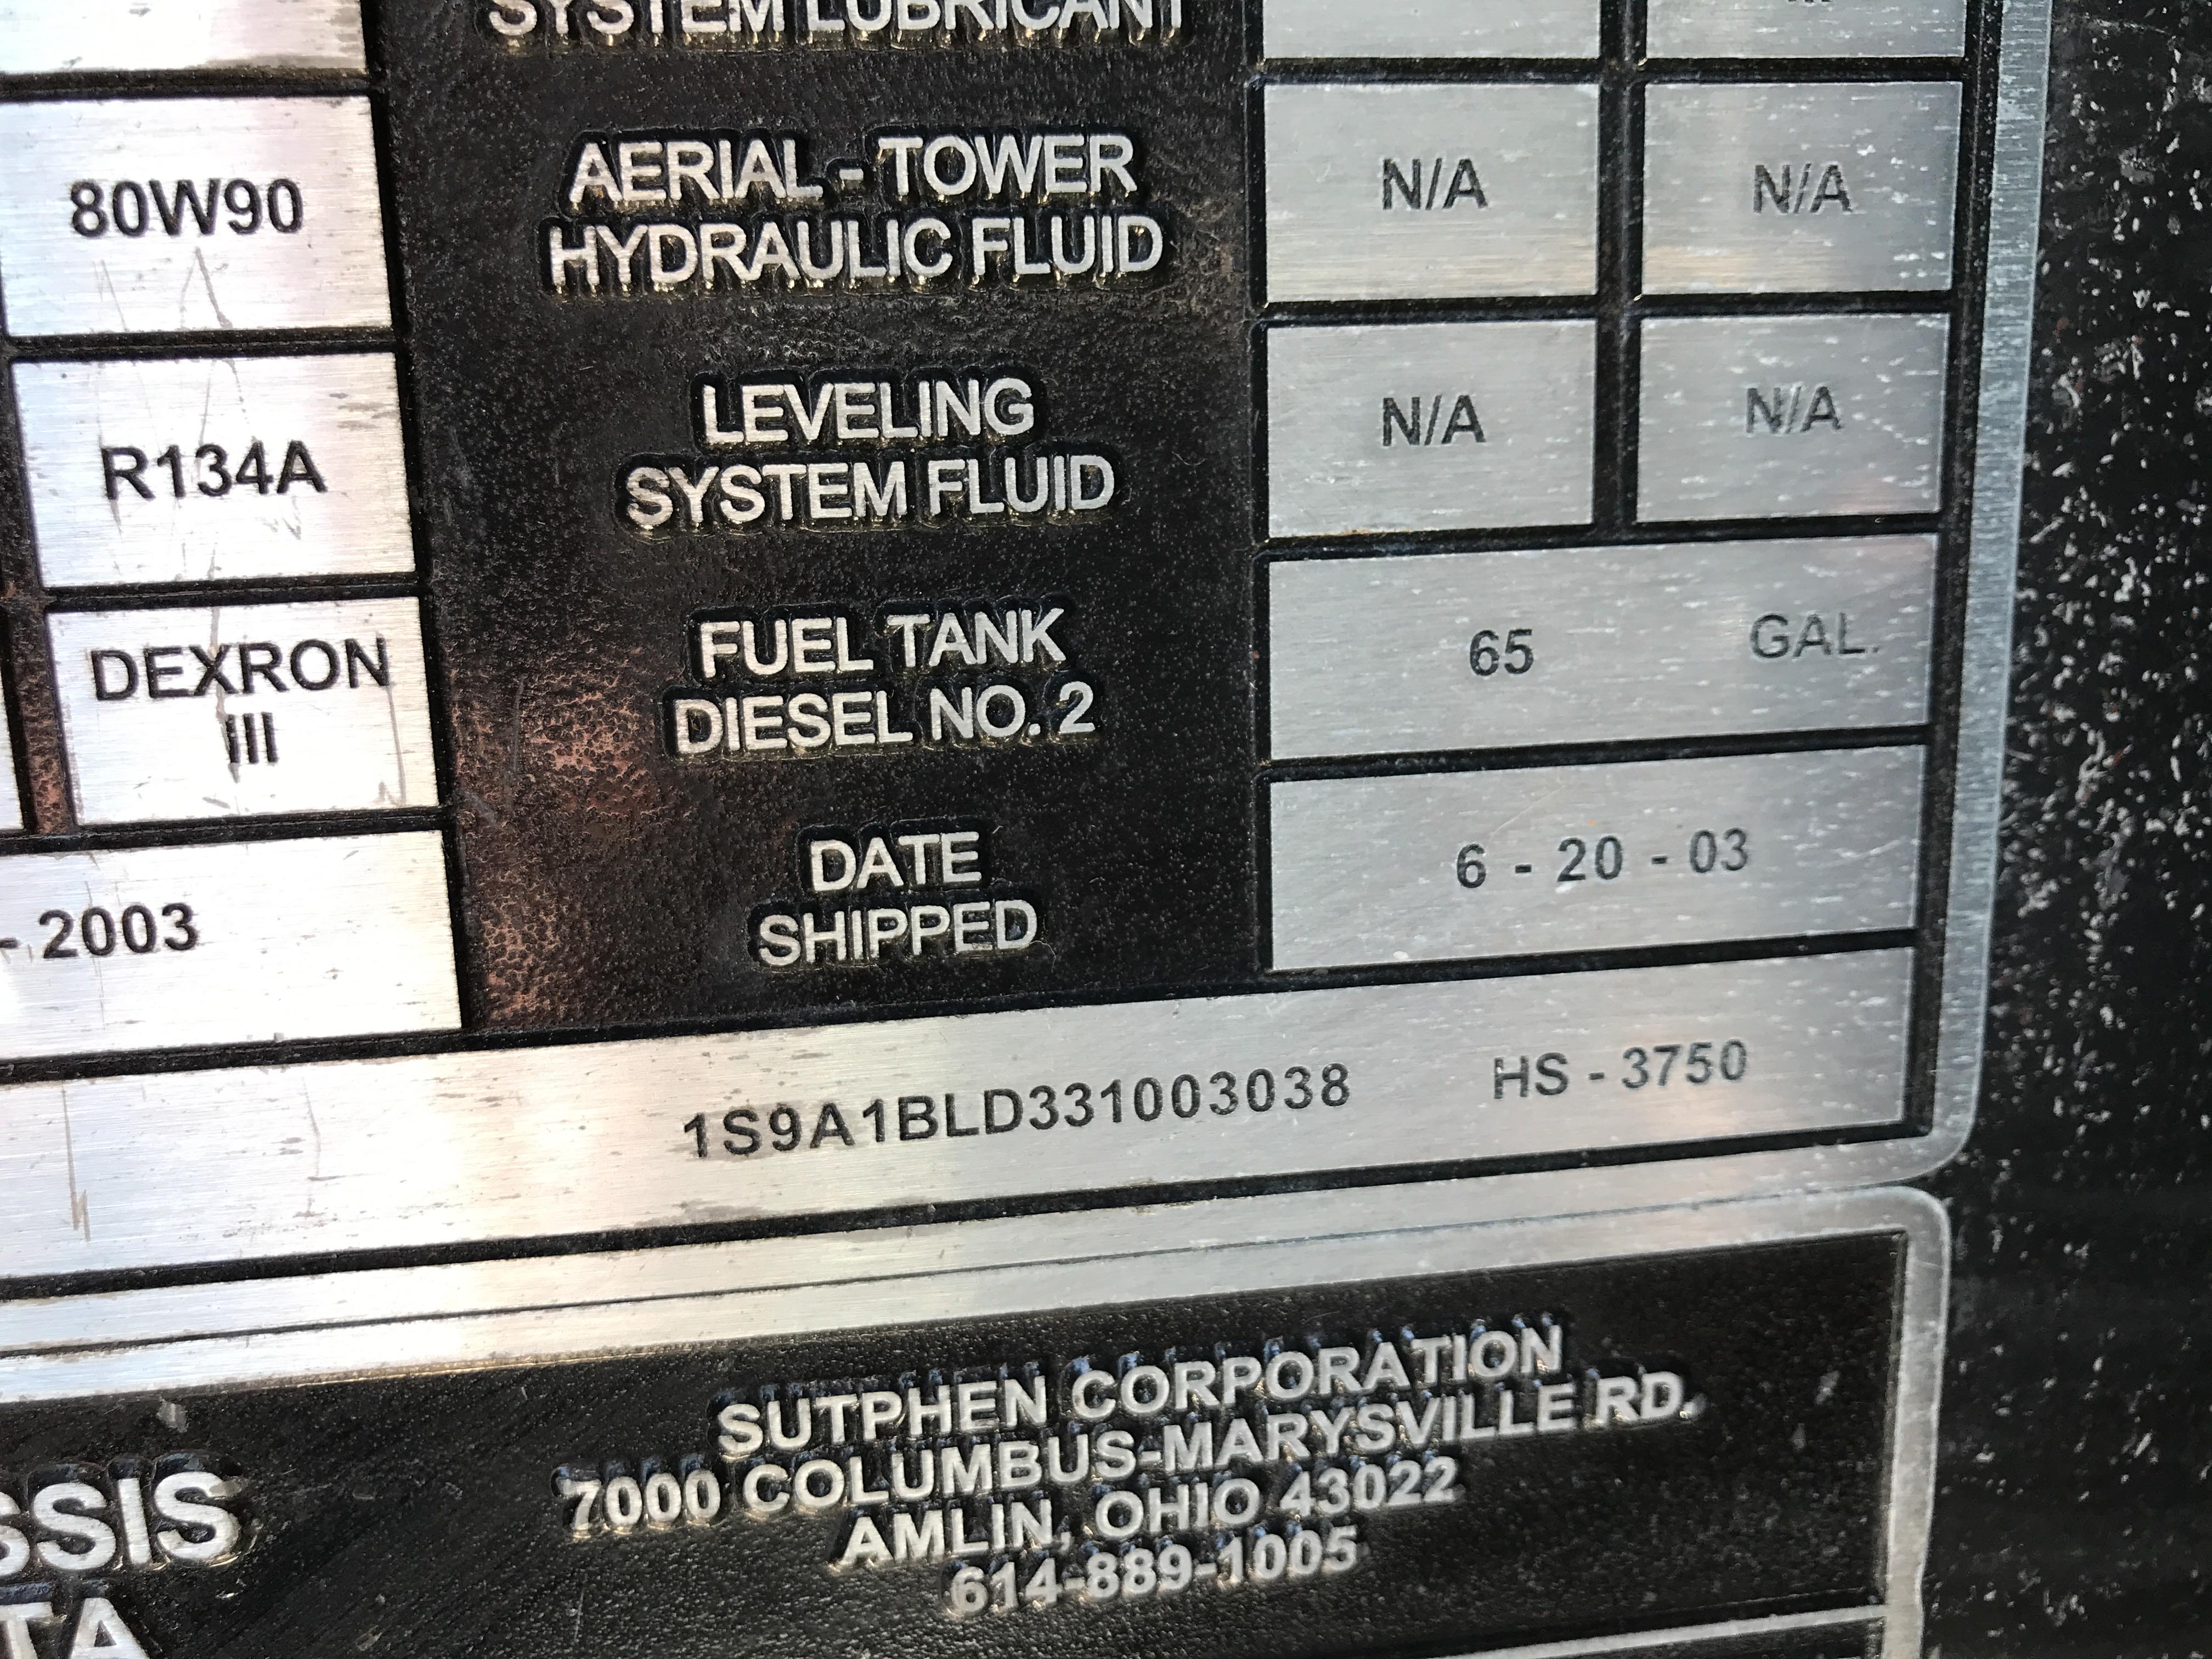 SYSTEM LUBRICANT
80W90
AERIAL - TOWER
HYDRAULIC FLUID
N/A
N/A
R134A
LEVELING
SYSTEM FLUID
N/A
N/A
DEXRON
III
FUEL TANK
DIESEL NO. 2
65 GAL.
- 2003
DATE
SHIPPED
6 - 20 - 03
1S9A1BLD331003038 HS - 3750
SUTPHEN CORPORATION
7000 COLUMBUS-MARYSVILLE RD.
AMLIN, OHIO 43022
614-889-1005
SSIS
TA